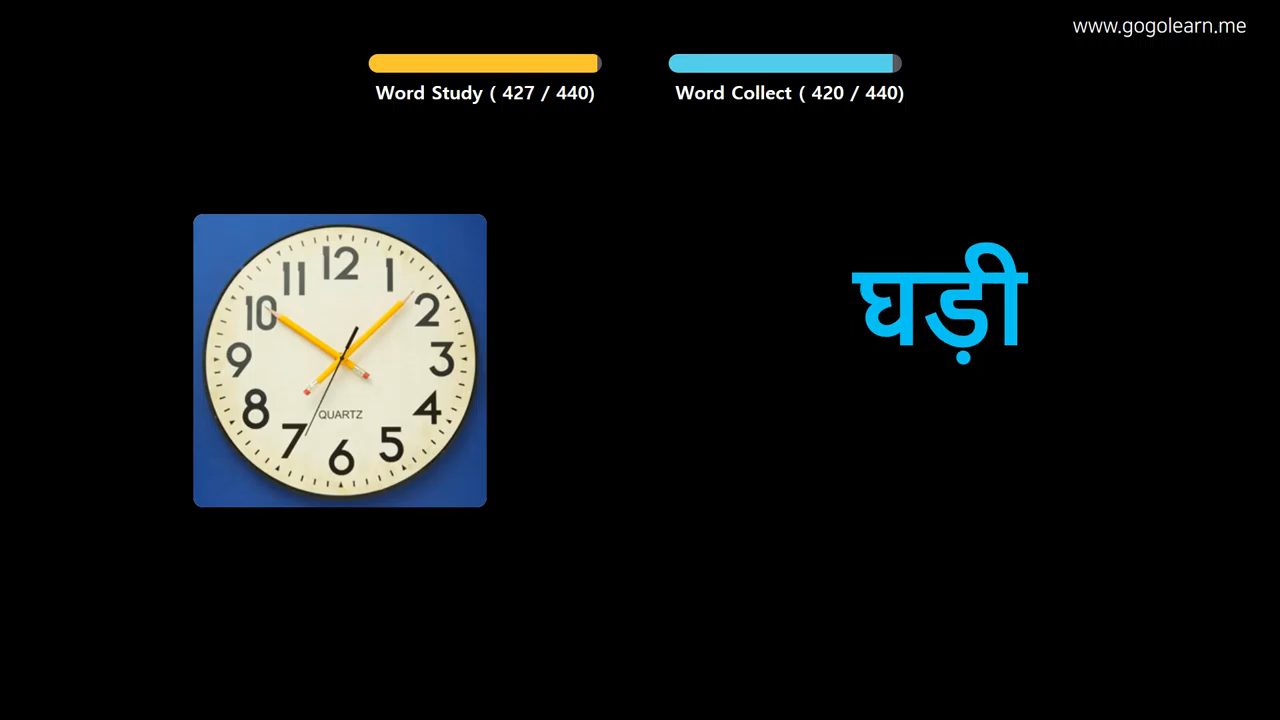 www.gogolearn.me
Word Study ( 427 / 440)
Word Collect ( 420 / 440)
घड़ी
12
11
1
10
2
9
3
8
4
7
5
6
QUARTZ